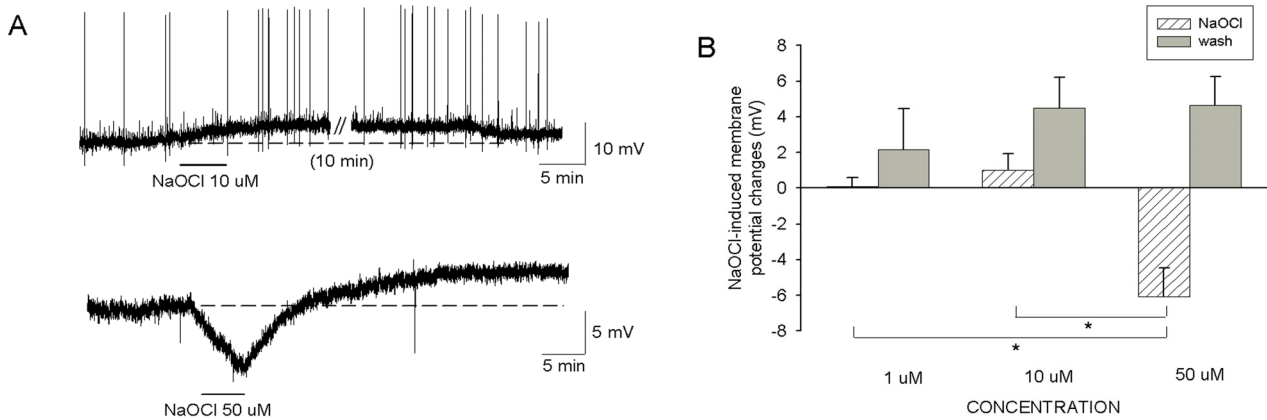 A
10 mV
(10 min)
5 min
NaOCl 10 uM
5 mV
5 min
NaOCl 50 uM
B
NaOCl
wash
NaOCl-induced membrane
potential changes (mV)
8
6
4
2
0
-2
-4
-6
-8
*
*
1 uM
10 uM
50 uM
CONCENTRATION